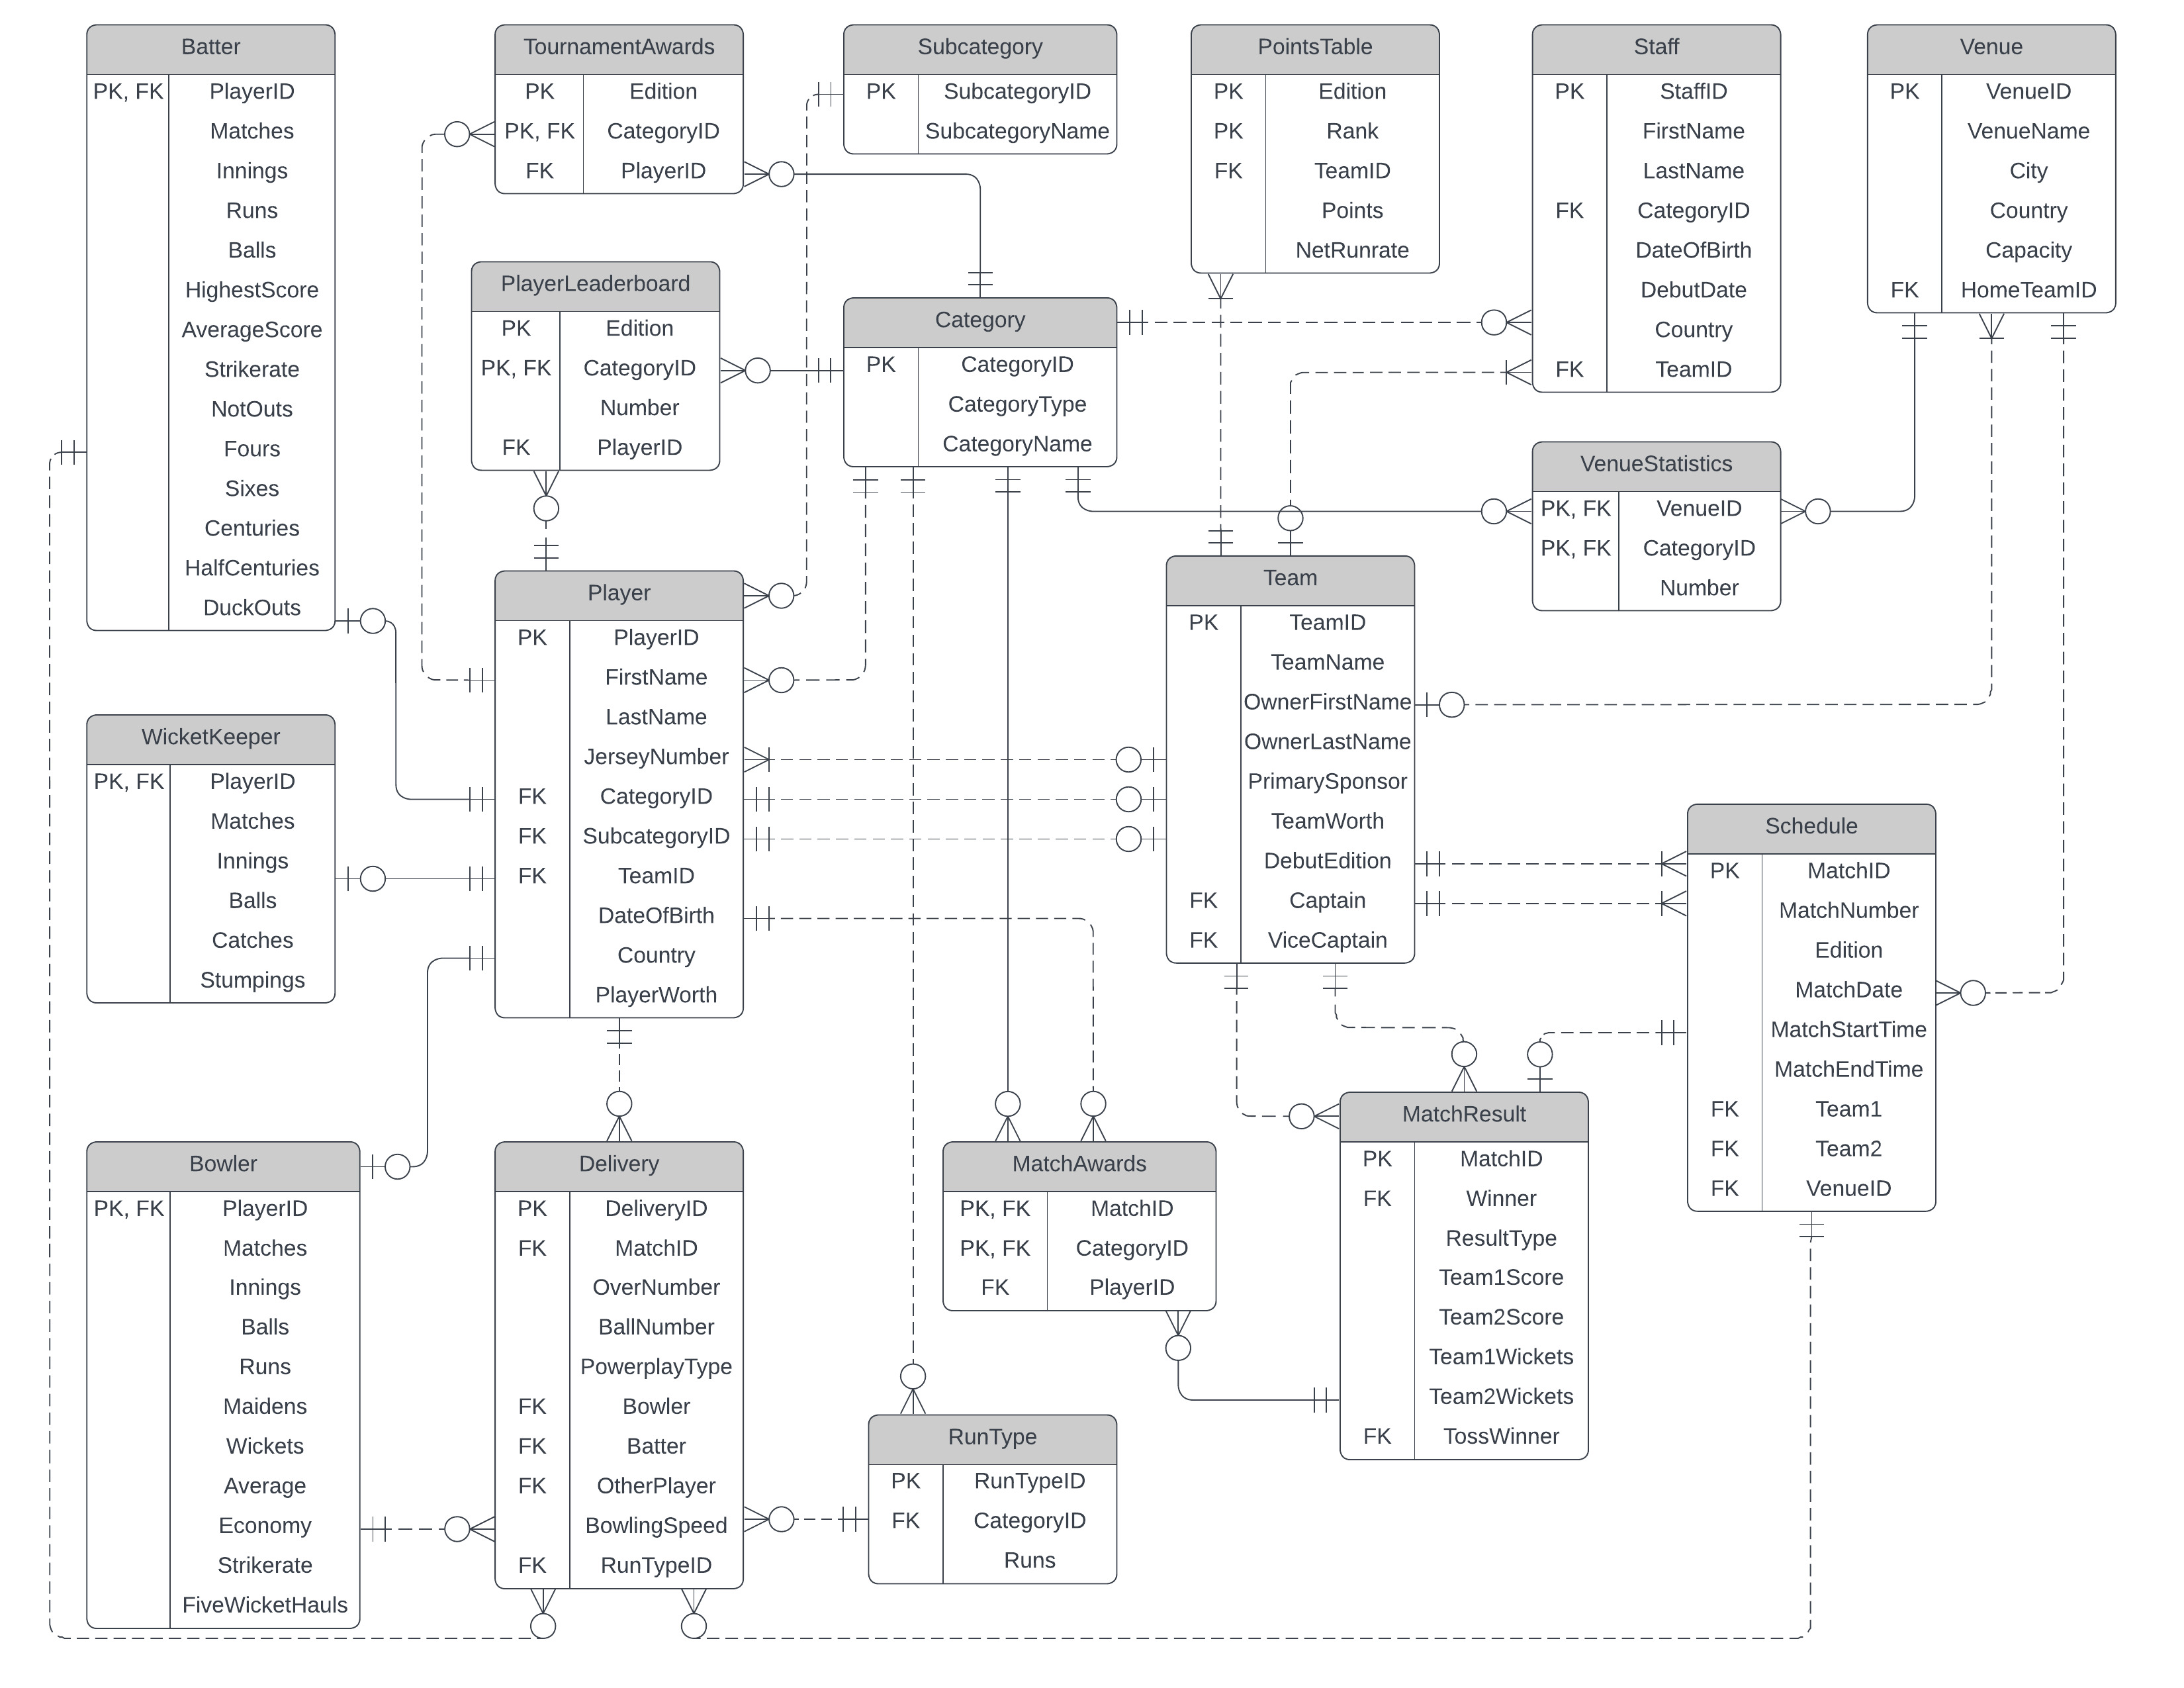 Batter
PK, FK PlayerID
Matches
Innings
Runs
Balls
HighestScore
AverageScore
Strikerate
NotOuts
Fours
Sixes
Centuries
HalfCenturies
DuckOuts
TournamentAwards
PK Edition
PK, FK CategoryID
FK PlayerID
Subcategory
PK SubcategoryID
SubcategoryName
PointsTable
PK Edition
PK Rank
FK TeamID
Points
NetRunrate
Staff
PK StaffID
FirstName
LastName
FK CategoryID
DateOfBirth
DebutDate
Country
FK TeamID
Venue
PK VenueID
VenueName
City
Country
Capacity
FK HomeTeamID
PlayerLeaderboard
PK Edition
PK, FK CategoryID
Number
FK PlayerID
Category
PK CategoryID
CategoryType
CategoryName
VenueStatistics
PK, FK VenueID
PK, FK CategoryID
Number
Player
PK PlayerID
FirstName
LastName
JerseyNumber
FK CategoryID
FK SubcategoryID
FK TeamID
DateOfBirth
Country
PlayerWorth
Team
PK TeamID
TeamName
OwnerFirstName
OwnerLastName
PrimarySponsor
TeamWorth
DebutEdition
FK Captain
FK ViceCaptain
WicketKeeper
PK, FK PlayerID
Matches
Innings
Balls
Catches
Stumpings
Schedule
PK MatchID
MatchNumber
Edition
MatchDate
MatchStartTime
MatchEndTime
FK Team1
FK Team2
FK VenueID
Bowler
PK, FK PlayerID
Matches
Innings
Balls
Runs
Maidens
Wickets
Average
Economy
Strikerate
FiveWicketHauls
Delivery
PK DeliveryID
FK MatchID
OverNumber
BallNumber
PowerplayType
FK Bowler
FK Batter
FK OtherPlayer
BowlingSpeed
FK RunTypeID
MatchAwards
PK, FK MatchID
PK, FK CategoryID
FK PlayerID
MatchResult
PK MatchID
FK Winner
ResultType
Team1Score
Team2Score
Team1Wickets
Team2Wickets
FK TossWinner
RunType
PK RunTypeID
FK CategoryID
Runs